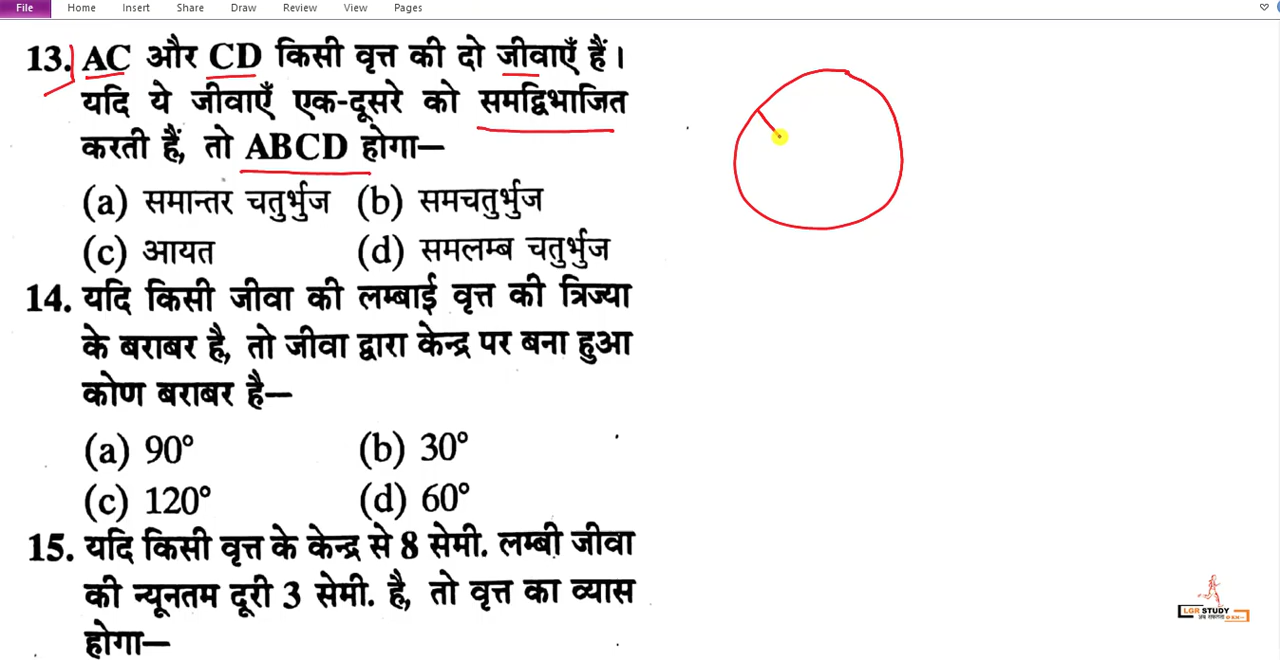 File Home Insert Share Draw Review View Pages
13. AC और CD किसी वृत्त की दो जीवाएँ हैं।
यदि ये जीवाएँ एक-दूसरे को समद्विभाजित
करती हैं, तो ABCD होगा—
(a) समान्तर चतुर्भुज (b) समचतुर्भुज
(c) आयत (d) समलम्ब चतुर्भुज
14. यदि किसी जीवा की लम्बाई वृत्त की त्रिज्या
के बराबर है, तो जीवा द्वारा केन्द्र पर बना हुआ
कोण बराबर है—
(a) 90° (b) 30°
(c) 120° (d) 60°
15. यदि किसी वृत्त के केन्द्र से 8 सेमी. लम्बी जीवा
की न्यूनतम दूरी 3 सेमी. है, तो वृत्त का व्यास
होगा—
LGR STUDY